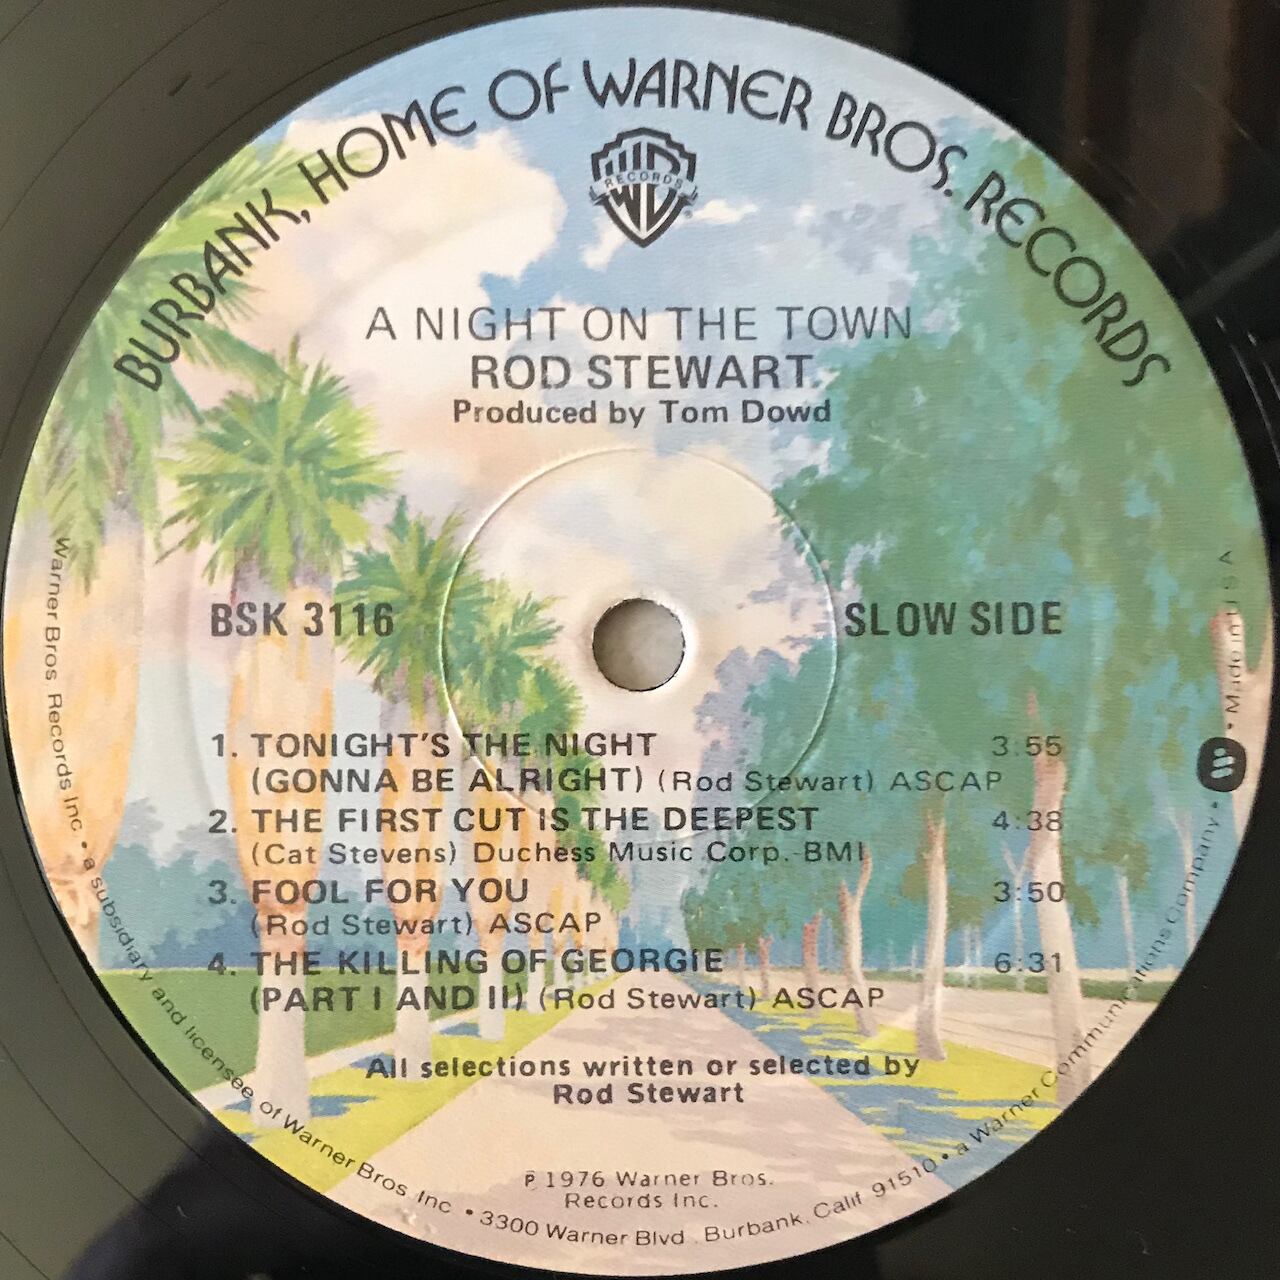 BURBANK, HOME OF WARNER BROS. RECORDS
RECORDS
A NIGHT ON THE TOWN
ROD STEWART
Produced by Tom Dowd
BSK 3116
SLOW SIDE
1. TONIGHT'S THE NIGHT 3:55
(GONNA BE ALRIGHT) (Rod Stewart) ASCAP
2. THE FIRST CUT IS THE DEEPEST 4:38
(Cat Stevens) Duchess Music Corp.-BMI
3. FOOL FOR YOU 3:50
(Rod Stewart) ASCAP
4. THE KILLING OF GEORGIE 6:31
(PART I AND II) (Rod Stewart) ASCAP
All selections written or selected by
Rod Stewart
℗ 1976 Warner Bros.
Records Inc.
Warner Bros. Records Inc. • a subsidiary and licensee of Warner Bros. Inc. • 3300 Warner Blvd., Burbank, Calif. 91510 • a Warner Communications Company • Made in U S A